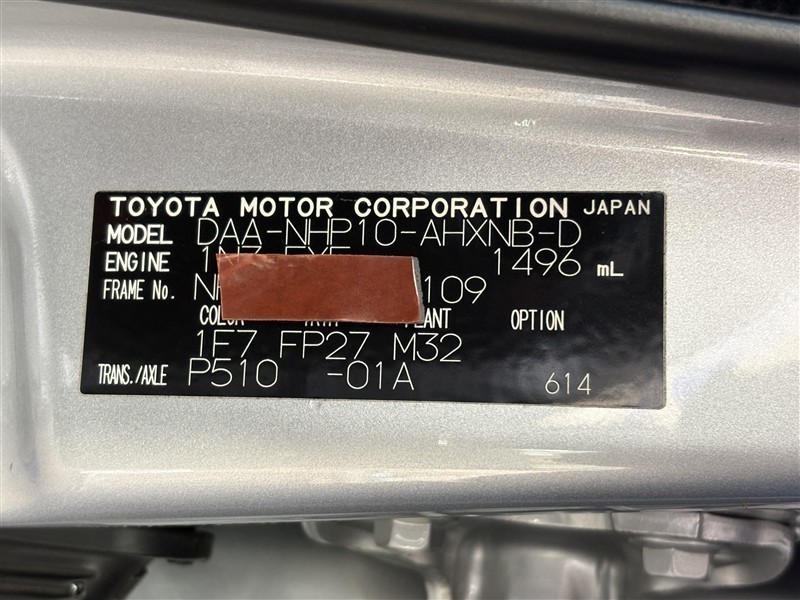 TOYOTA MOTOR CORPORATION JAPAN
MODEL DAA-NHP10-AHXNB-D
ENGINE 1496 mL
FRAME No. 109
COLOR PLANT OPTION
1F7 FP27 M32
TRANS./AXLE P510 -01A 614